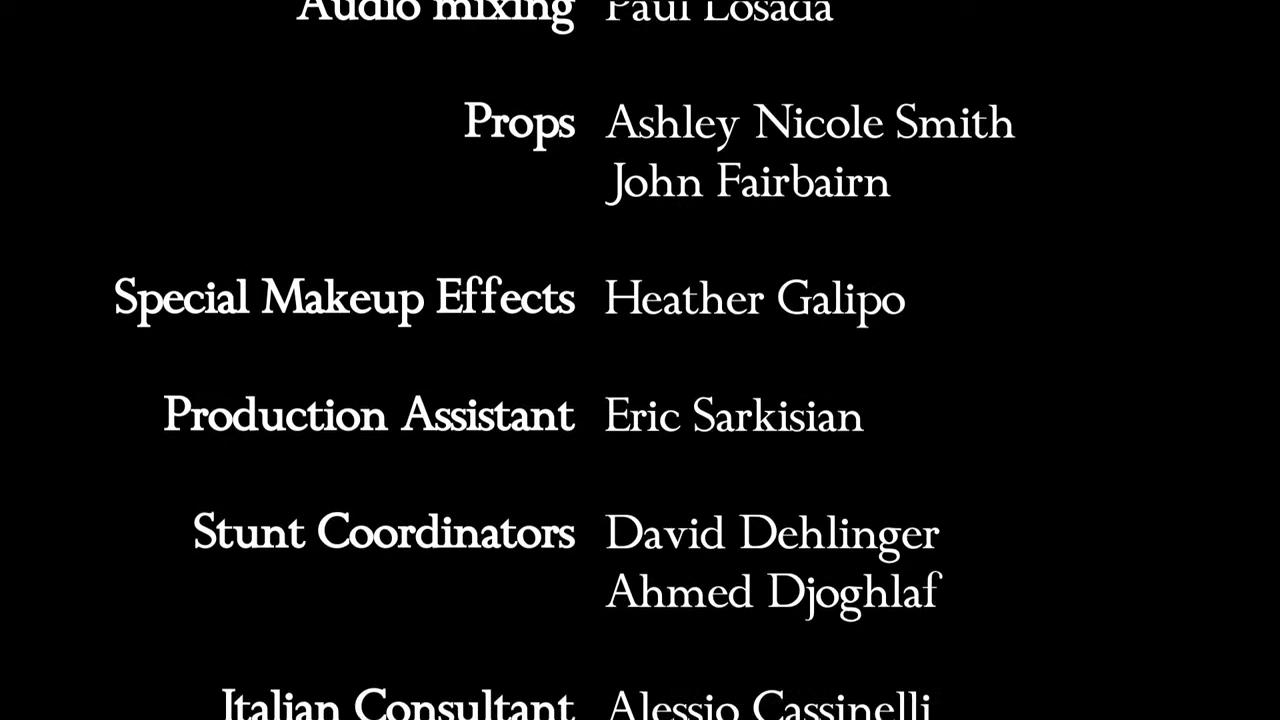 Audio mixing Paul Losada
Props Ashley Nicole Smith
John Fairbairn
Special Makeup Effects Heather Galipo
Production Assistant Eric Sarkisian
Stunt Coordinators David Dehlinger
Ahmed Djoghlaf
Italian Consultant Alessio Cassinelli